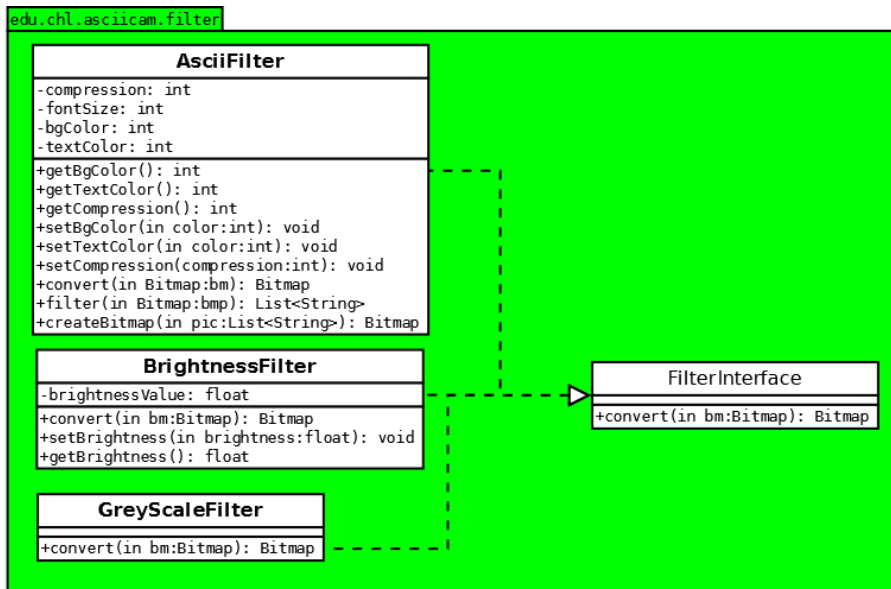 edu.chl.asciicam.filter
AsciiFilter
-compression: int
-fontSize: int
-bgColor: int
-textColor: int
+getBgColor(): int
+getTextColor(): int
+getCompression(): int
+setBgColor(in color:int): void
+setTextColor(in color:int): void
+setCompression(compression:int): void
+convert(in Bitmap:bm): Bitmap
+filter(in Bitmap:bmp): List<String>
+createBitmap(in pic:List<String>): Bitmap
BrightnessFilter
-brightnessValue: float
+convert(in bm:Bitmap): Bitmap
+setBrightness(in brightness:float): void
+getBrightness(): float
GreyScaleFilter
+convert(in bm:Bitmap): Bitmap
FilterInterface
+convert(in bm:Bitmap): Bitmap